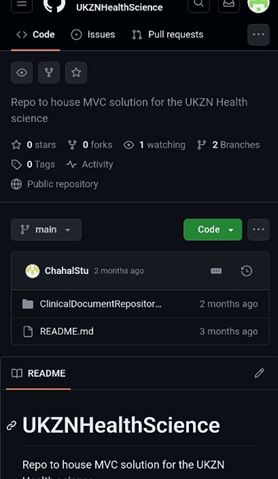 UKZNHealthScience
Code
Issues
Pull requests
Repo to house MVC solution for the UKZN Health
science
0 stars
0 forks
1 watching
2 Branches
0 Tags
Activity
Public repository
main
Code
ChahalStu 2 months ago
ClinicalDocumentRepositor... 2 months ago
README.md 3 months ago
README
UKZNHealthScience
Repo to house MVC solution for the UKZN
Health science